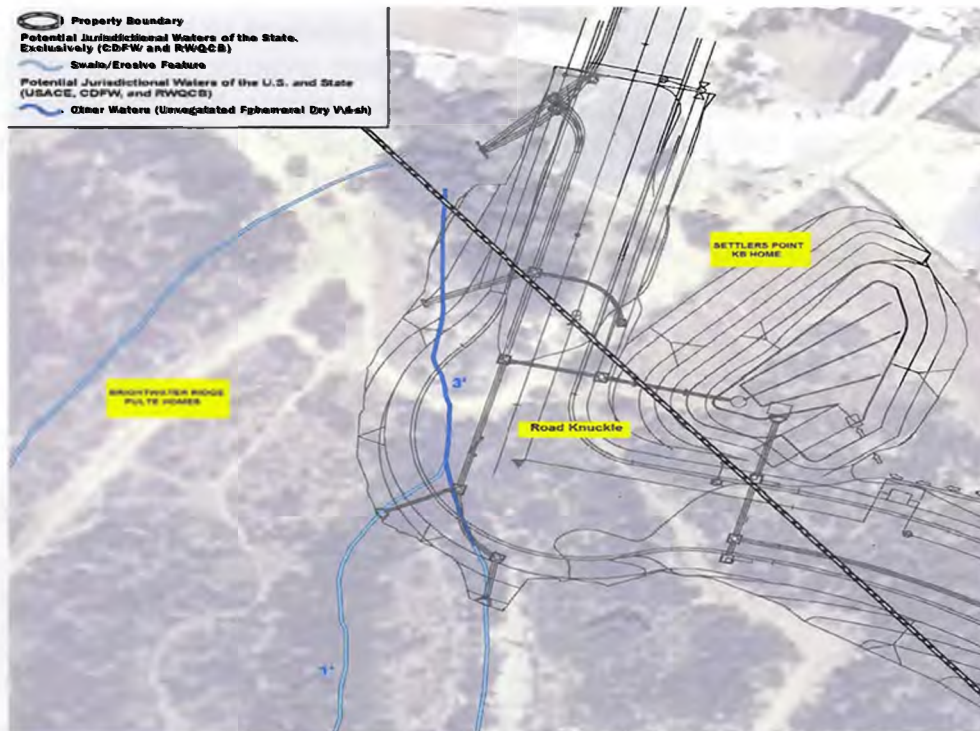 Property Boundary
Potential Jurisdictional Waters of the State,
Exclusively (CDFW and RWQCB)
Swale/Erosive Feature
Potential Jurisdictional Waters of the U.S. and State
(USACE, CDFW, and RWQCB)
Other Waters (Unvegetated Ephemeral Dry Wash)
SETTLERS POINT
KB HOME
BRIGHTWATER RIDGE
PULTE HOMES
3'
Road Knuckle
1'